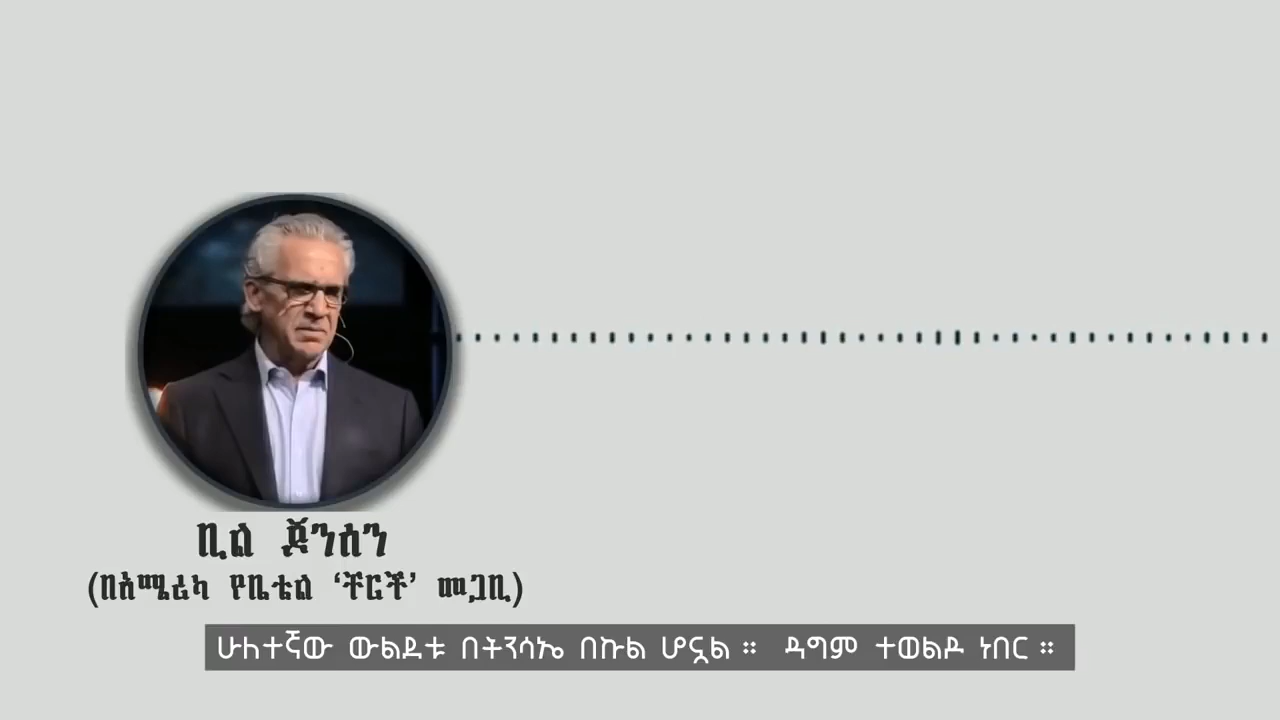 ቢል ጆንሰን
(በአሜሪካ የቤቴል ‘ቸርች’ መጋቢ)
ሁለተኛው ውልደቱ በትንሳኤ በኩል ሆኗል ። ዳግም ተወልዶ ነበር ።